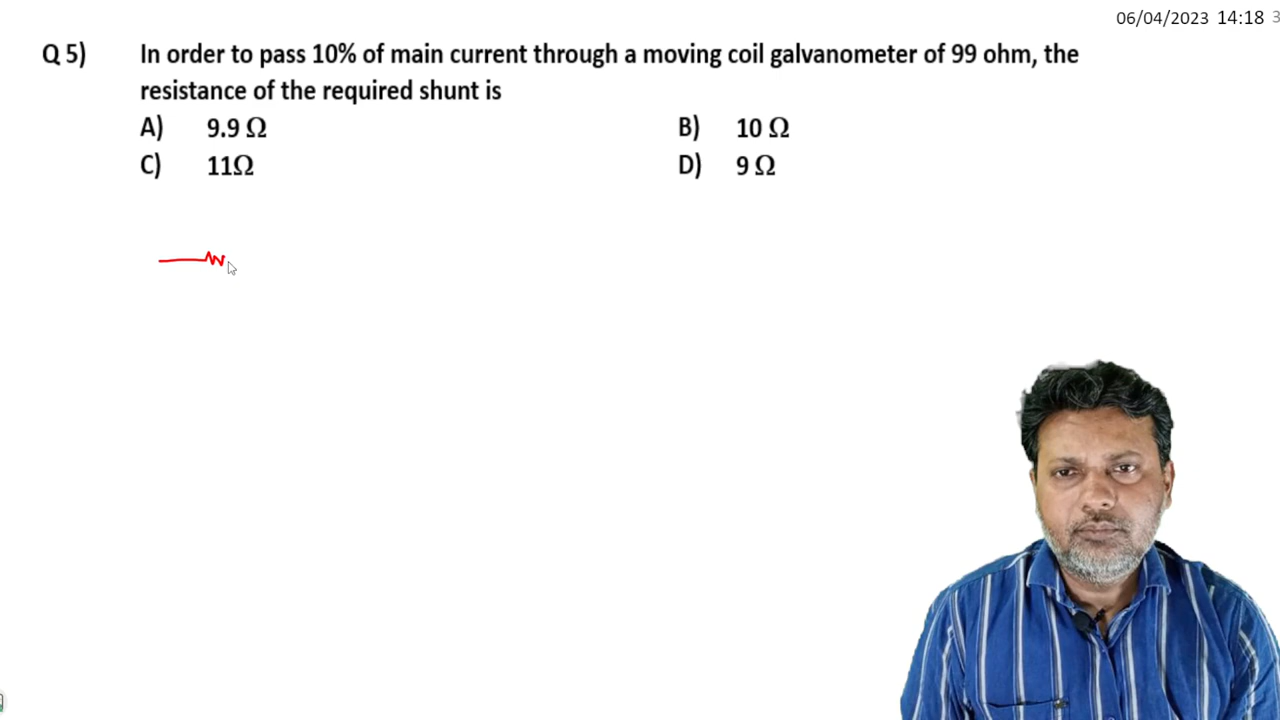 06/04/2023 14:18 3
Q 5) In order to pass 10% of main current through a moving coil galvanometer of 99 ohm, the
resistance of the required shunt is
A) 9.9 Ω B) 10 Ω
C) 11Ω D) 9 Ω